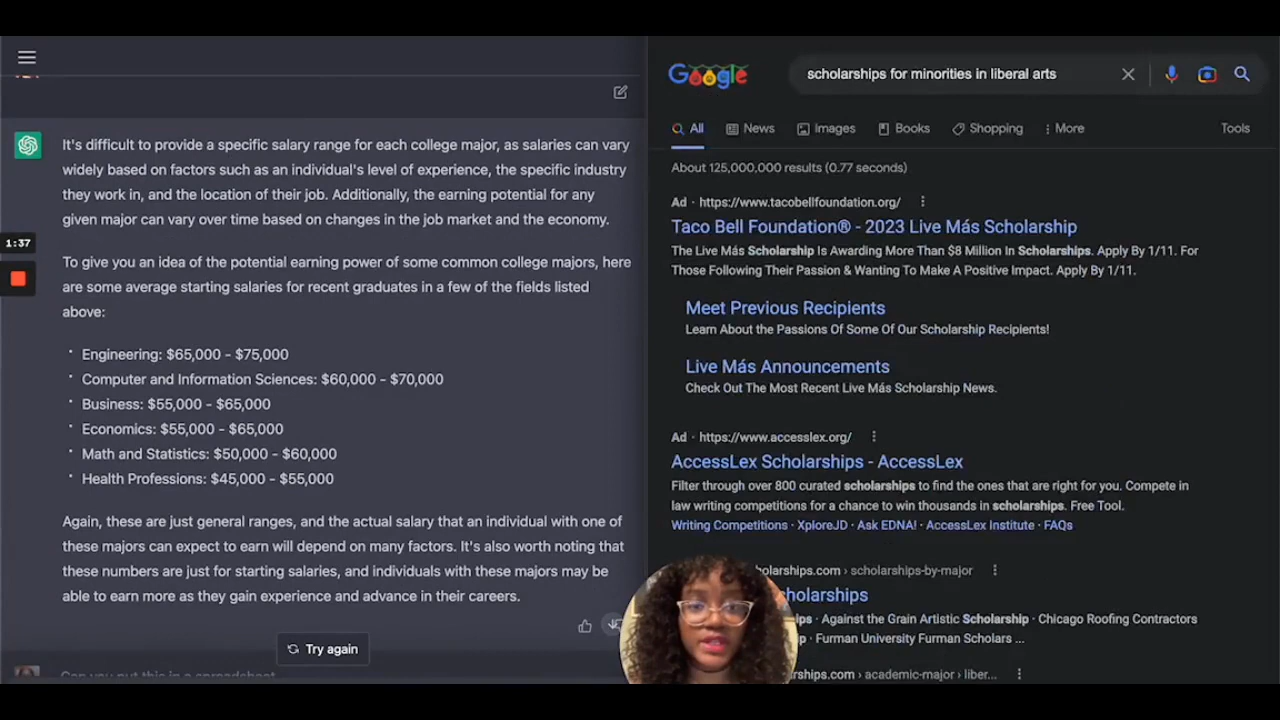 It's difficult to provide a specific salary range for each college major, as salaries can vary
widely based on factors such as an individual's level of experience, the specific industry
they work in, and the location of their job. Additionally, the earning potential for any
given major can vary over time based on changes in the job market and the economy.
1:37
To give you an idea of the potential earning power of some common college majors, here
are some average starting salaries for recent graduates in a few of the fields listed
above:
· Engineering: $65,000 - $75,000
· Computer and Information Sciences: $60,000 - $70,000
· Business: $55,000 - $65,000
· Economics: $55,000 - $65,000
· Math and Statistics: $50,000 - $60,000
· Health Professions: $45,000 - $55,000
Again, these are just general ranges, and the actual salary that an individual with one of
these majors can expect to earn will depend on many factors. It's also worth noting that
these numbers are just for starting salaries, and individuals with these majors may be
able to earn more as they gain experience and advance in their careers.
Try again
Can you put this in a spreadsheet
Google
scholarships for minorities in liberal arts
All News Images Books Shopping More Tools
About 125,000,000 results (0.77 seconds)
Ad · https://www.tacobellfoundation.org/
Taco Bell Foundation® - 2023 Live Más Scholarship
The Live Más Scholarship Is Awarding More Than $8 Million In Scholarships. Apply By 1/11. For
Those Following Their Passion & Wanting To Make A Positive Impact. Apply By 1/11.
Meet Previous Recipients
Learn About the Passions Of Some Of Our Scholarship Recipients!
Live Más Announcements
Check Out The Most Recent Live Más Scholarship News.
Ad · https://www.accesslex.org/
AccessLex Scholarships - AccessLex
Filter through over 800 curated scholarships to find the ones that are right for you. Compete in
law writing competitions for a chance to win thousands in scholarships. Free Tool.
Writing Competitions · XploreJD · Ask EDNA! · AccessLex Institute · FAQs
holarships.com › scholarships-by-major
cholarships
ips · Against the Grain Artistic Scholarship · Chicago Roofing Contractors
rship · Furman University Furman Scholars ...
rships.com › academic-major › liber...